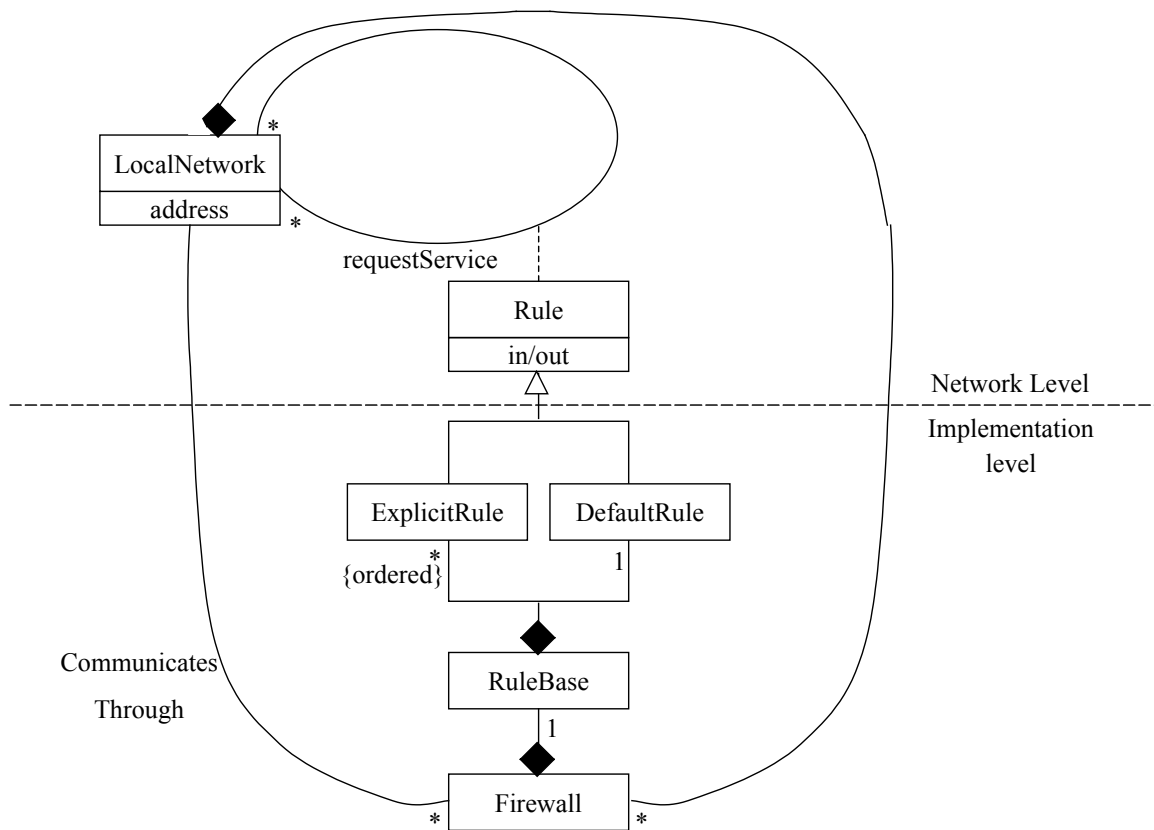 *
LocalNetwork
address
*
requestService
Rule
in/out
Network Level
Implementation
level
ExplicitRule
DefaultRule
*
{ordered}
1
Communicates
Through
RuleBase
1
Firewall
*
*